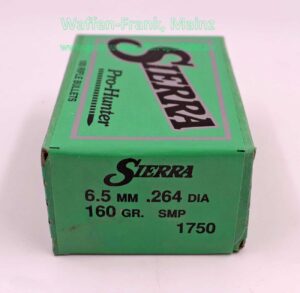 Waffen-Frank, Mainz
100 RIFLE BULLETS
Pro-Hunter
SIERRA
SIERRA
6.5 MM .264 DIA
160 GR. SMP
1750